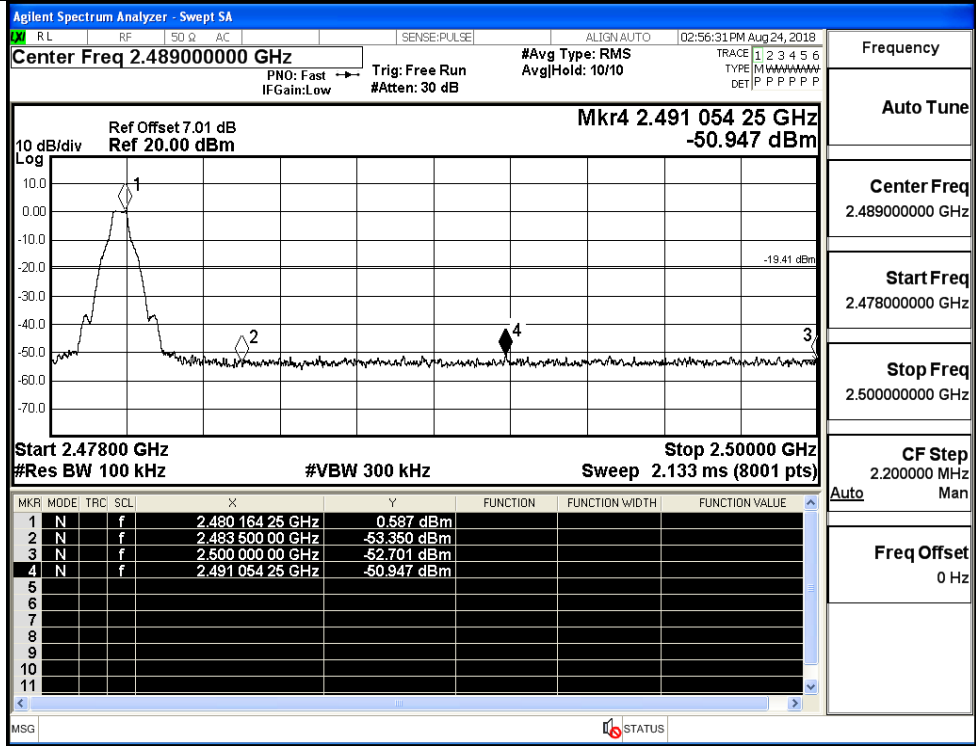 Agilent Spectrum Analyzer - Swept SA
LXI RL RF 50 Ω AC SENSE:PULSE ALIGN AUTO 02:56:31 PM Aug 24, 2018
Center Freq 2.489000000 GHz
PNO: Fast
IFGain:Low
Trig: Free Run
#Atten: 30 dB
#Avg Type: RMS
Avg|Hold: 10/10
TRACE 1 2 3 4 5 6
TYPE M W W W W W
DET P P P P P P
Mkr4 2.491 054 25 GHz
-50.947 dBm
Ref Offset 7.01 dB
10 dB/div Ref 20.00 dBm
Log
10.0
0.00
-10.0
-20.0
-30.0
-40.0
-50.0
-60.0
-70.0
1
2
4
3
-19.41 dBm
Start 2.47800 GHz Stop 2.50000 GHz
#Res BW 100 kHz #VBW 300 kHz Sweep 2.133 ms (8001 pts)
MKR MODE TRC SCL X Y FUNCTION FUNCTION WIDTH FUNCTION VALUE
1 N f 2.480 164 25 GHz 0.587 dBm
2 N f 2.483 500 00 GHz -53.350 dBm
3 N f 2.500 000 00 GHz -52.701 dBm
4 N f 2.491 054 25 GHz -50.947 dBm
5
6
7
8
9
10
11
MSG STATUS
Frequency
Auto Tune
Center Freq
2.489000000 GHz
Start Freq
2.478000000 GHz
Stop Freq
2.500000000 GHz
CF Step
2.200000 MHz
Auto Man
Freq Offset
0 Hz